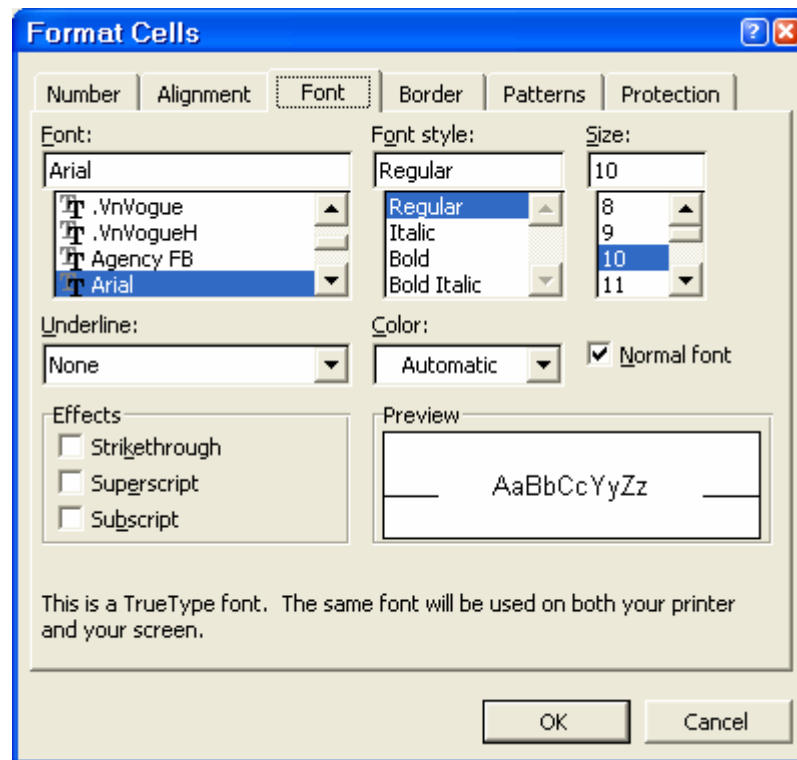 Format Cells
Number Alignment Font Border Patterns Protection
Font: Font style: Size:
Arial Regular 10
.VnVogue Regular 8
.VnVogueH Italic 9
Agency FB Bold 10
Arial Bold Italic 11
Underline: Color:
None Automatic Normal font
Effects Preview
Strikethrough
Superscript AaBbCcYyZz
Subscript
This is a TrueType font. The same font will be used on both your printer
and your screen.
OK Cancel